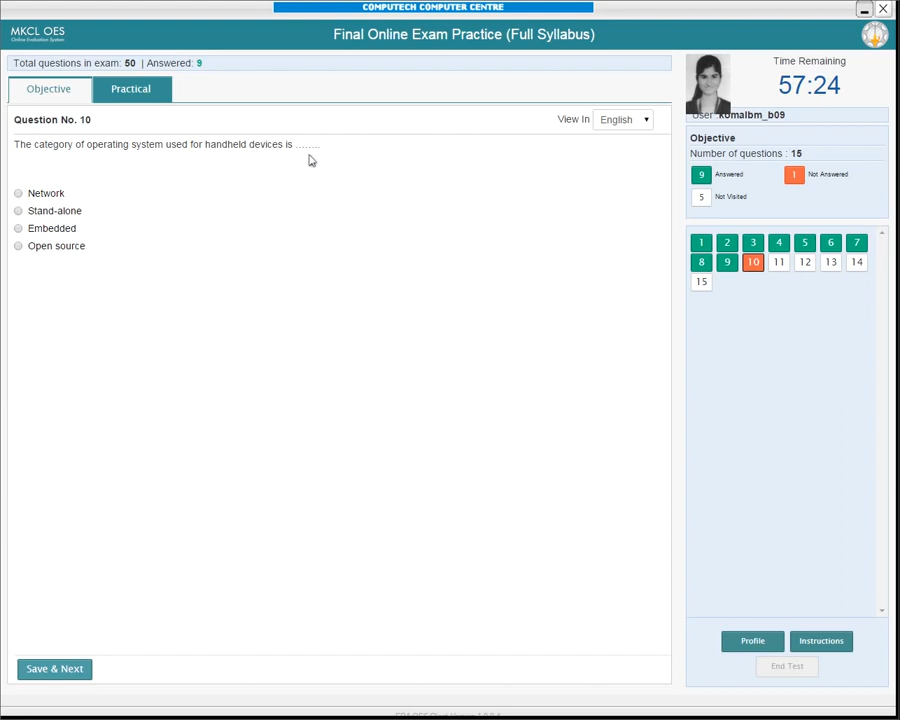 COMPUTECH COMPUTER CENTRE
MKCL OES
Online Evaluation System
Final Online Exam Practice (Full Syllabus)
Total questions in exam: 50 | Answered: 9
Time Remaining
57:24
Objective
Practical
User :komalbm_b09
Question No. 10
View In
English
The category of operating system used for handheld devices is ........
Network
Stand-alone
Embedded
Open source
Objective
Number of questions : 15
9 Answered
1 Not Answered
5 Not Visited
1 2 3 4 5 6 7
8 9 10 11 12 13 14
15
Profile
Instructions
End Test
Save & Next